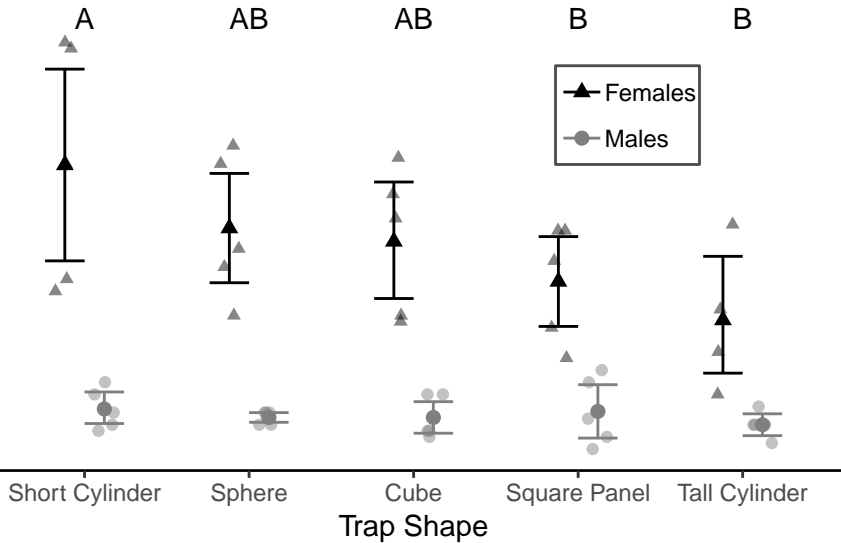 A AB AB B B
Females
Males
Short Cylinder Sphere Cube Square Panel Tall Cylinder
Trap Shape